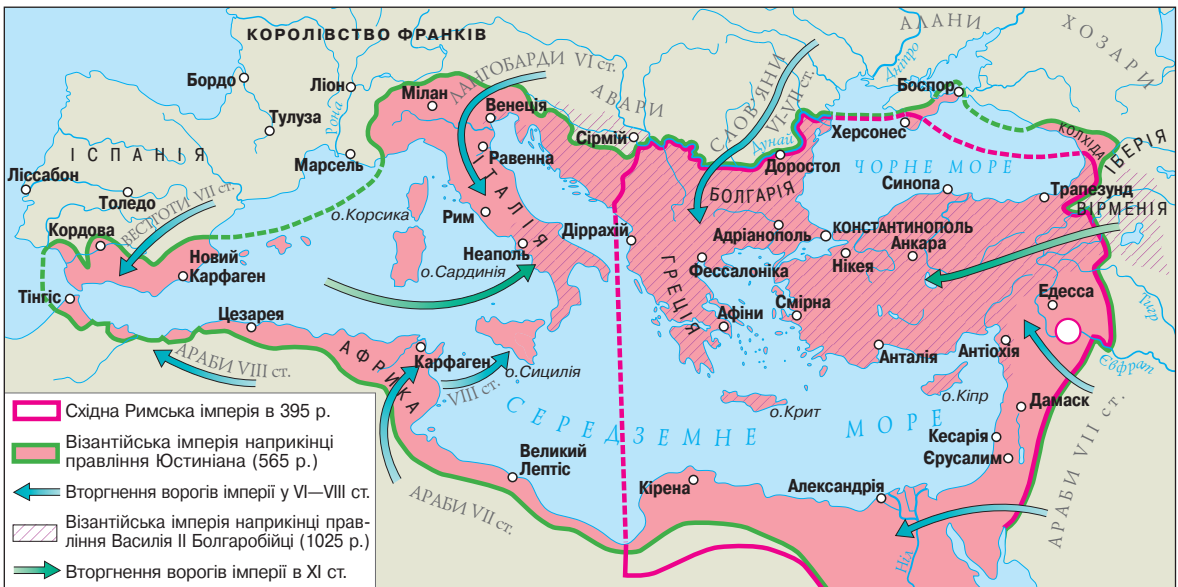 АЛАНИ
ХОЗАРИ
КОРОЛІВСТВО ФРАНКІВ
Дніпро
Бордо
Ліон
ЛАНГОБАРДИ VI ст.
АВАРИ
СЛОВ'ЯНИ
VI-VII ст.
Боспор
Мілан
Венеція
Тулуза
Рона
Херсонес
КОЛХІДА
ІБЕРІЯ
Сірмій
Дунай
ІСПАНІЯ
Марсель
Равенна
Доростол
ЧОРНЕ МОРЕ
Ліссабон
Толедо
ІТАЛІЯ
БОЛГАРІЯ
Синопа
Трапезунд
ВІРМЕНІЯ
ВЕСТГОТИ VII ст.
о.Корсика
Рим
Кордова
Діррахій
Адріанополь
КОНСТАНТИНОПОЛЬ
Анкара
Новий
Карфаген
Неаполь
о.Сардинія
ГРЕЦІЯ
Фессалоніка
Нікея
Тінгіс
Цезарея
Афіни
Смірна
Едесса
Тигр
АФРИКА
Карфаген
о.Сицилія
Анталія
Антіохія
Євфрат
АРАБИ VIII ст.
VIII ст.
о.Крит
о.Кіпр
Дамаск
СЕРЕДЗЕМНЕ МОРЕ
Кесарія
Єрусалим
Великий
Лептіс
Кірена
Александрія
АРАБИ VII ст.
АРАБИ VII ст.
Ніл
Східна Римська імперія в 395 р.
Візантійська імперія наприкінці
правління Юстиніана (565 р.)
Вторгнення ворогів імперії у VI—VIII ст.
Візантійська імперія наприкінці прав-
ління Василія II Болгаробійці (1025 р.)
Вторгнення ворогів імперії в XI ст.